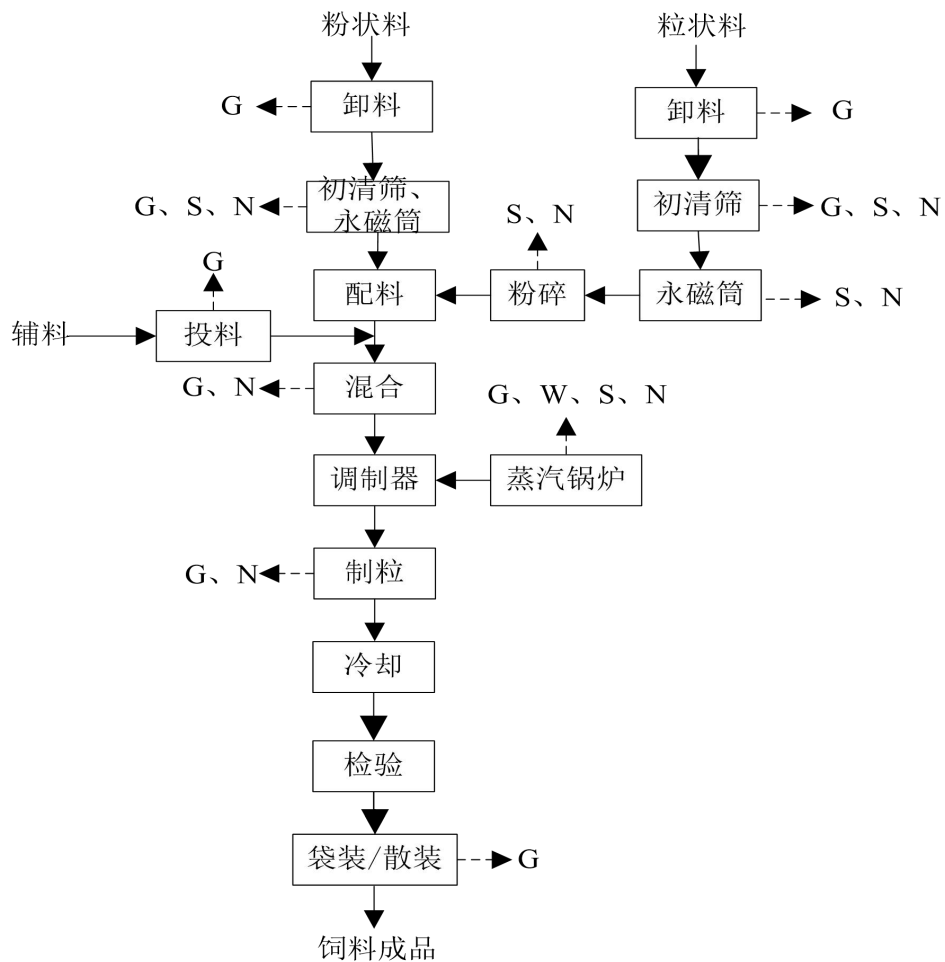 粉状料
粒状料
G
卸料
卸料
G
G、S、N
初清筛、
永磁筒
S、N
初清筛
G、S、N
G
配料
粉碎
永磁筒
S、N
辅料
投料
G、N
混合
G、W、S、N
调制器
蒸汽锅炉
G、N
制粒
冷却
检验
袋装/散装
G
饲料成品